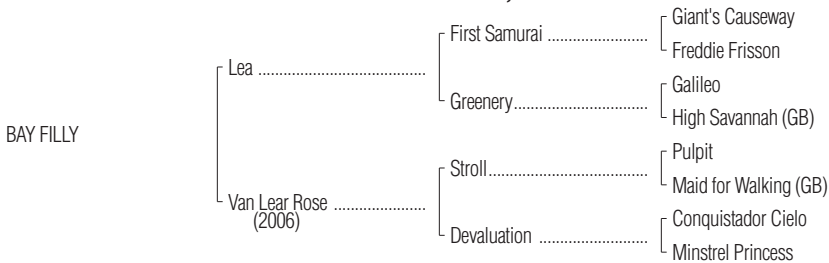 Giant's Causeway
First Samurai .......................
Freddie Frisson
Lea ......................................
Galileo
Greenery..............................
High Savannah (GB)
BAY FILLY
Pulpit
Stroll....................................
Maid for Walking (GB)
Van Lear Rose .....................
(2006)
Conquistador Cielo
Devaluation .........................
Minstrel Princess